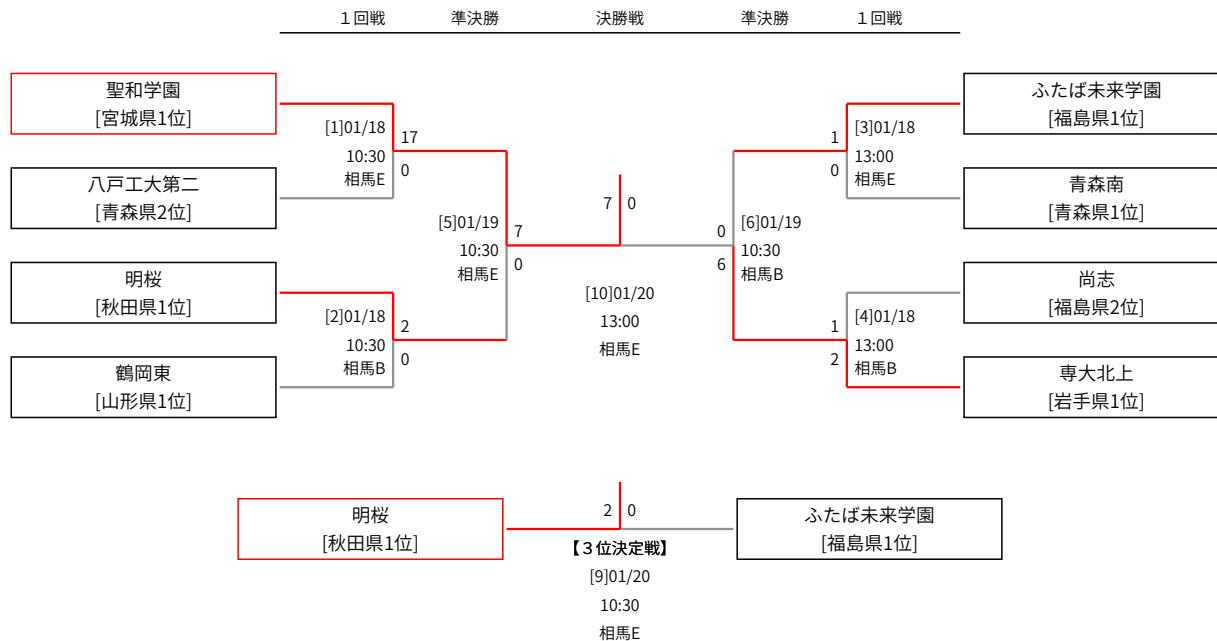 １回戦
準決勝
決勝戦
準決勝
１回戦
聖和学園
[宮城県1位]
八戸工大第二
[青森県2位]
明桜
[秋田県1位]
鶴岡東
[山形県1位]
[1]01/18
10:30
相馬E
17
0
[2]01/18
10:30
相馬B
2
0
[5]01/19
10:30
相馬E
7
0
7
0
[10]01/20
13:00
相馬E
0
6
[6]01/19
10:30
相馬B
1
0
[3]01/18
13:00
相馬E
1
2
[4]01/18
13:00
相馬B
ふたば未来学園
[福島県1位]
青森南
[青森県1位]
尚志
[福島県2位]
専大北上
[岩手県1位]
明桜
[秋田県1位]
2
0
【３位決定戦】
[9]01/20
10:30
相馬E
ふたば未来学園
[福島県1位]